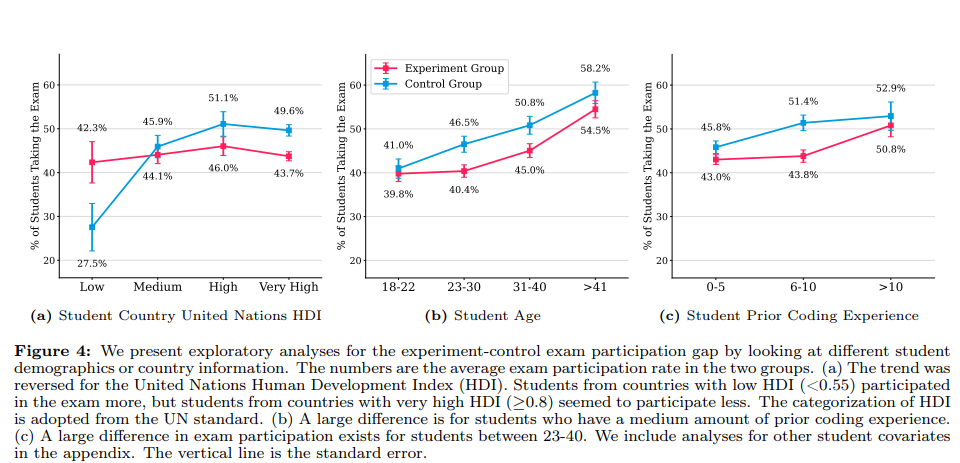 % of Students Taking the Exam
60
50
40
30
20
42.3%
45.9%
51.1%
49.6%
27.5%
44.1%
46.0%
43.7%
Low Medium High Very High
(a) Student Country United Nations HDI
% of Students Taking the Exam
60
50
40
30
20
Experiment Group
Control Group
41.0%
46.5%
50.8%
58.2%
39.8%
40.4%
45.0%
54.5%
18-22 23-30 31-40 >41
(b) Student Age
% of Students Taking the Exam
60
50
40
30
20
45.8%
51.4%
52.9%
43.0%
43.8%
50.8%
0-5 6-10 >10
(c) Student Prior Coding Experience
Figure 4: We present exploratory analyses for the experiment-control exam participation gap by looking at different student
demographics or country information. The numbers are the average exam participation rate in the two groups. (a) The trend was
reversed for the United Nations Human Development Index (HDI). Students from countries with low HDI (<0.55) participated
in the exam more, but students from countries with very high HDI (≥0.8) seemed to participate less. The categorization of HDI
is adopted from the UN standard. (b) A large difference is for students who have a medium amount of prior coding experience.
(c) A large difference in exam participation exists for students between 23-40. We include analyses for other student covariates
in the appendix. The vertical line is the standard error.